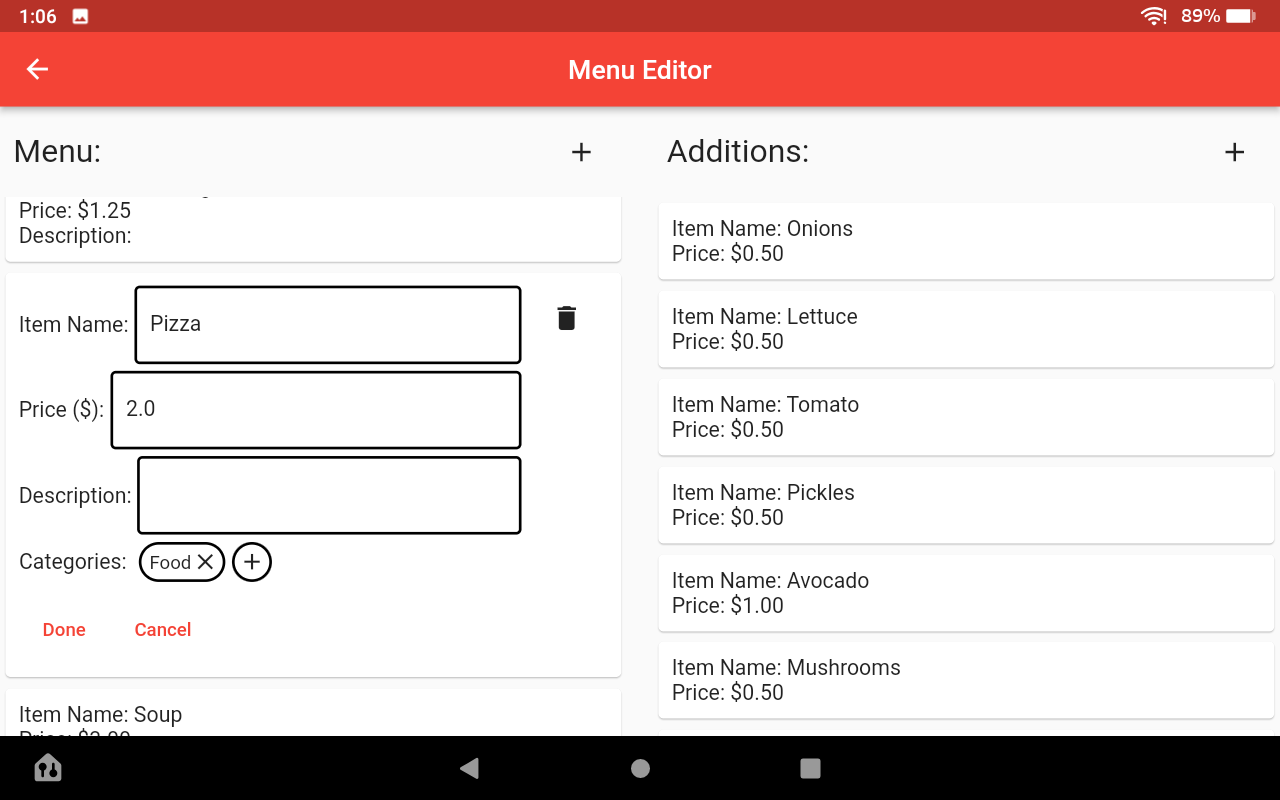 1:06
89%
Menu Editor
Menu:
Price: $1.25
Description:
Item Name: Pizza
Price ($): 2.0
Description:
Categories: Food
Done Cancel
Item Name: Soup
Additions:
Item Name: Onions
Price: $0.50
Item Name: Lettuce
Price: $0.50
Item Name: Tomato
Price: $0.50
Item Name: Pickles
Price: $0.50
Item Name: Avocado
Price: $1.00
Item Name: Mushrooms
Price: $0.50